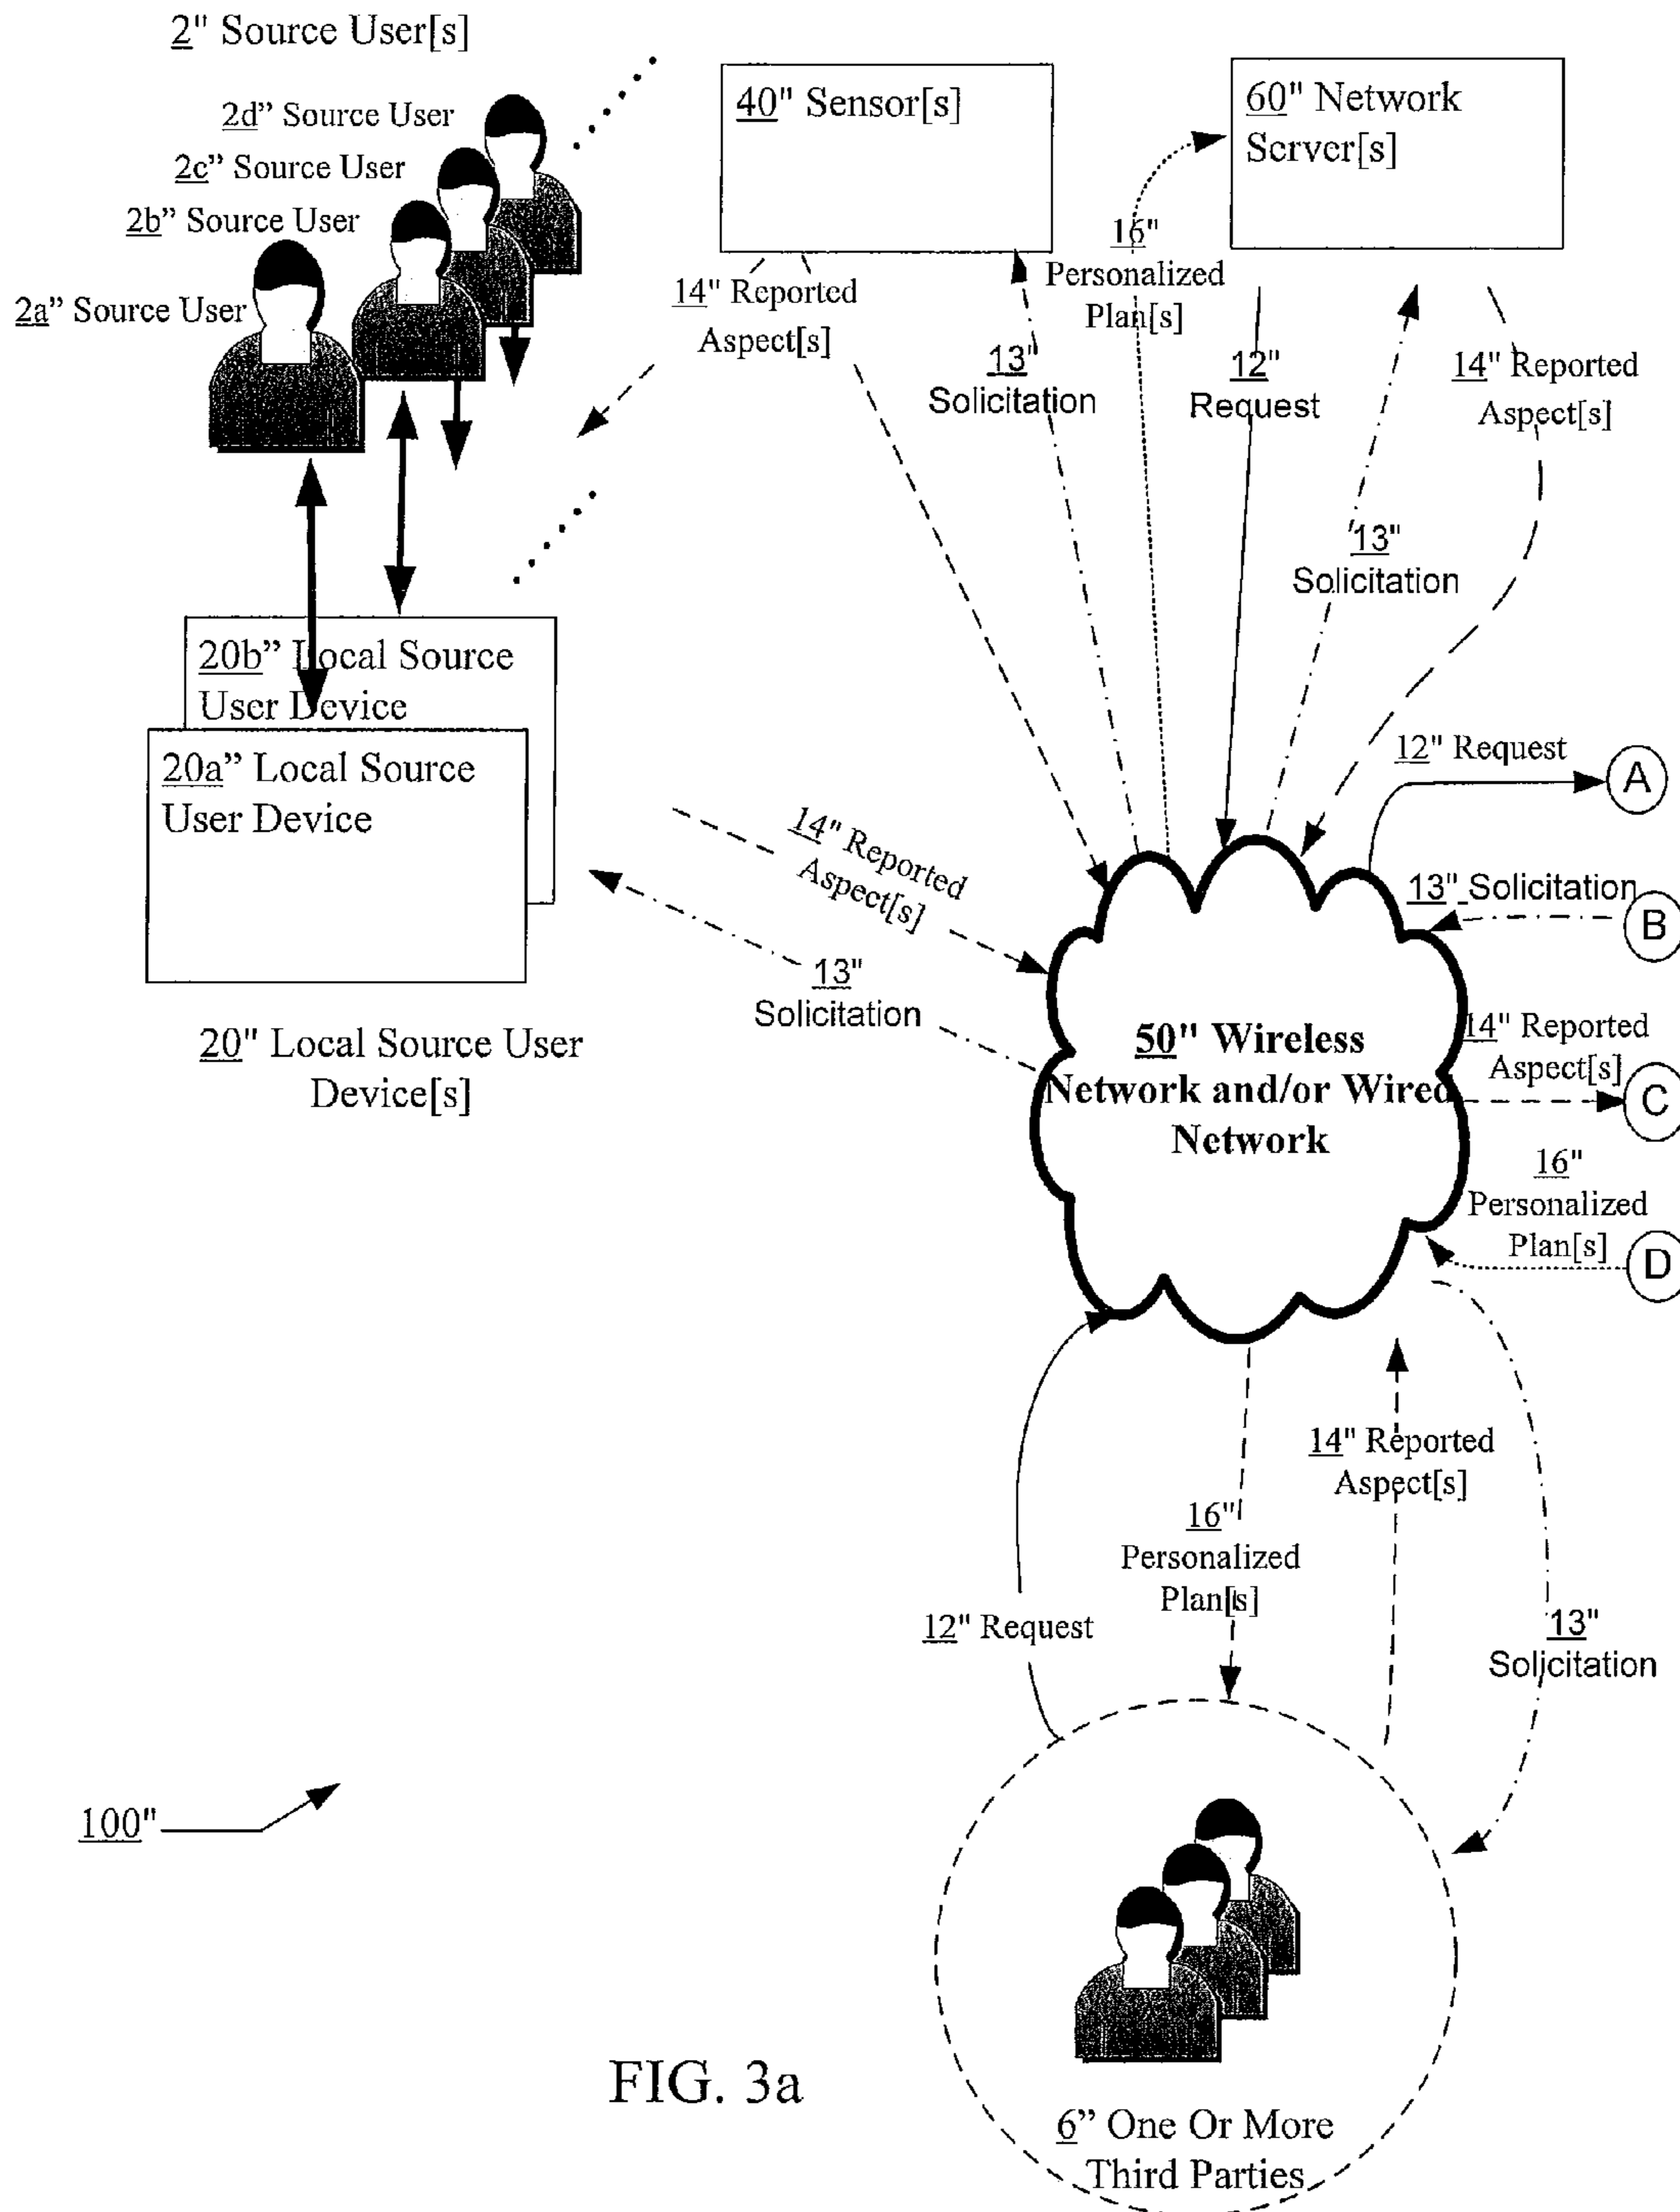 2" Source User[s]
2d” Source User
2c” Source User
2b” Source User
2a” Source User
40" Sensor[s]
60" Network
Server[s]
14" Reported
Aspect[s]
13"
Solicitation
16"
Personalized
Plan[s]
12"
Request
14" Reported
Aspect[s]
13"
Solicitation
20b” Local Source
User Device
20a” Local Source
User Device
20" Local Source User
Device[s]
14" Reported
Aspect[s]
13"
Solicitation
12" Request
A
13" Solicitation
B
50" Wireless
Network and/or Wired
Network
14" Reported
Aspect[s]
C
16"
Personalized
Plan[s]
D
12" Request
16"
Personalized
Plan[s]
14" Reported
Aspect[s]
13"
Solicitation
100"
6” One Or More
Third Parties
FIG. 3a